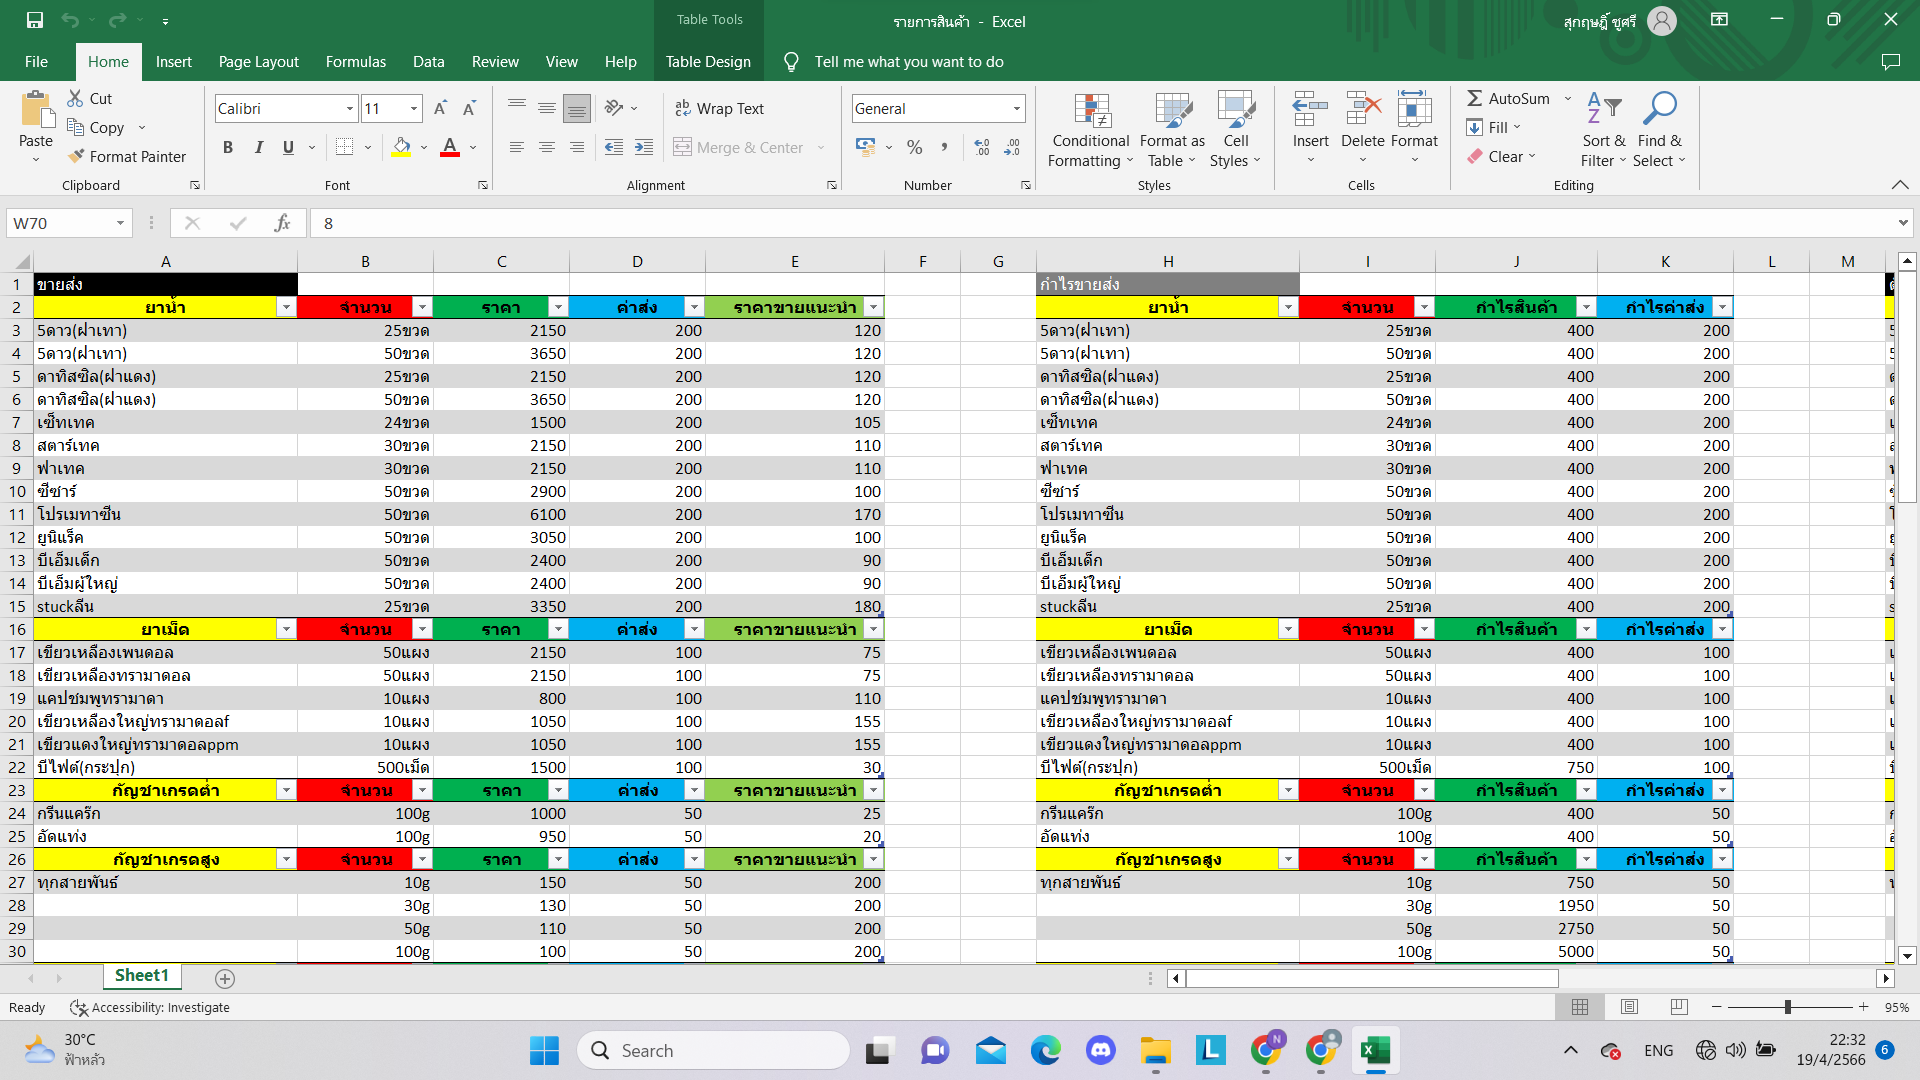 Table Tools
รายการสินค้า - Excel
สุกฤษฎิ์ ชูศรี
File Home Insert Page Layout Formulas Data Review View Help Table Design Tell me what you want to do
Paste
Cut
Copy
Format Painter
Clipboard
Calibri 11
B I U
Font
Wrap Text
Merge & Center
Alignment
General
Number
Conditional Formatting
Format as Table
Cell Styles
Styles
Insert Delete Format
Cells
AutoSum
Fill
Clear
Sort & Filter
Find & Select
Editing
W70 fx 8
A B C D E F G H I J K L M
1 ขายส่ง กำไรขายส่ง
2 ยาน้ำ จำนวน ราคา ค่าส่ง ราคาขายแนะนำ ยาน้ำ จำนวน กำไรสินค้า กำไรค่าส่ง
3 5ดาว(ฝาเทา) 25ขวด 2150 200 120 5ดาว(ฝาเทา) 25ขวด 400 200
4 5ดาว(ฝาเทา) 50ขวด 3650 200 120 5ดาว(ฝาเทา) 50ขวด 400 200
5 ดาทิสซิล(ฝาแดง) 25ขวด 2150 200 120 ดาทิสซิล(ฝาแดง) 25ขวด 400 200
6 ดาทิสซิล(ฝาแดง) 50ขวด 3650 200 120 ดาทิสซิล(ฝาแดง) 50ขวด 400 200
7 เซ็ทเทค 24ขวด 1500 200 105 เซ็ทเทค 24ขวด 400 200
8 สตาร์เทค 30ขวด 2150 200 110 สตาร์เทค 30ขวด 400 200
9 ฟาเทค 30ขวด 2150 200 110 ฟาเทค 30ขวด 400 200
10 ซีซาร์ 50ขวด 2900 200 100 ซีซาร์ 50ขวด 400 200
11 โปรเมทาซีน 50ขวด 6100 200 170 โปรเมทาซีน 50ขวด 400 200
12 ยูนิแร็ค 50ขวด 3050 200 100 ยูนิแร็ค 50ขวด 400 200
13 บีเอ็มเด็ก 50ขวด 2400 200 90 บีเอ็มเด็ก 50ขวด 400 200
14 บีเอ็มผู้ใหญ่ 50ขวด 2400 200 90 บีเอ็มผู้ใหญ่ 50ขวด 400 200
15 stuckลีน 25ขวด 3350 200 180 stuckลีน 25ขวด 400 200
16 ยาเม็ด จำนวน ราคา ค่าส่ง ราคาขายแนะนำ ยาเม็ด จำนวน กำไรสินค้า กำไรค่าส่ง
17 เขียวเหลืองเพนดอล 50แผง 2150 100 75 เขียวเหลืองเพนดอล 50แผง 400 100
18 เขียวเหลืองทรามาดอล 50แผง 2150 100 75 เขียวเหลืองทรามาดอล 50แผง 400 100
19 แคปชมพูทรามาดา 10แผง 800 100 110 แคปชมพูทรามาดา 10แผง 400 100
20 เขียวเหลืองใหญ่ทรามาดอลf 10แผง 1050 100 155 เขียวเหลืองใหญ่ทรามาดอลf 10แผง 400 100
21 เขียวแดงใหญ่ทรามาดอลppm 10แผง 1050 100 155 เขียวแดงใหญ่ทรามาดอลppm 10แผง 400 100
22 บีไฟต์(กระปุก) 500เม็ด 1500 100 30 บีไฟต์(กระปุก) 500เม็ด 750 100
23 กัญชาเกรดต่ำ จำนวน ราคา ค่าส่ง ราคาขายแนะนำ กัญชาเกรดต่ำ จำนวน กำไรสินค้า กำไรค่าส่ง
24 กรีนแคร๊ก 100g 1000 50 25 กรีนแคร๊ก 100g 400 50
25 อัดแท่ง 100g 950 50 20 อัดแท่ง 100g 400 50
26 กัญชาเกรดสูง จำนวน ราคา ค่าส่ง ราคาขายแนะนำ กัญชาเกรดสูง จำนวน กำไรสินค้า กำไรค่าส่ง
27 ทุกสายพันธ์ 10g 150 50 200 ทุกสายพันธ์ 10g 750 50
28 30g 130 50 200 30g 1950 50
29 50g 110 50 200 50g 2750 50
30 100g 100 50 200 100g 5000 50
Sheet1
Ready Accessibility: Investigate 95%
30°C
ฟ้าหลัว
Search
ENG
22:32
19/4/2566
6